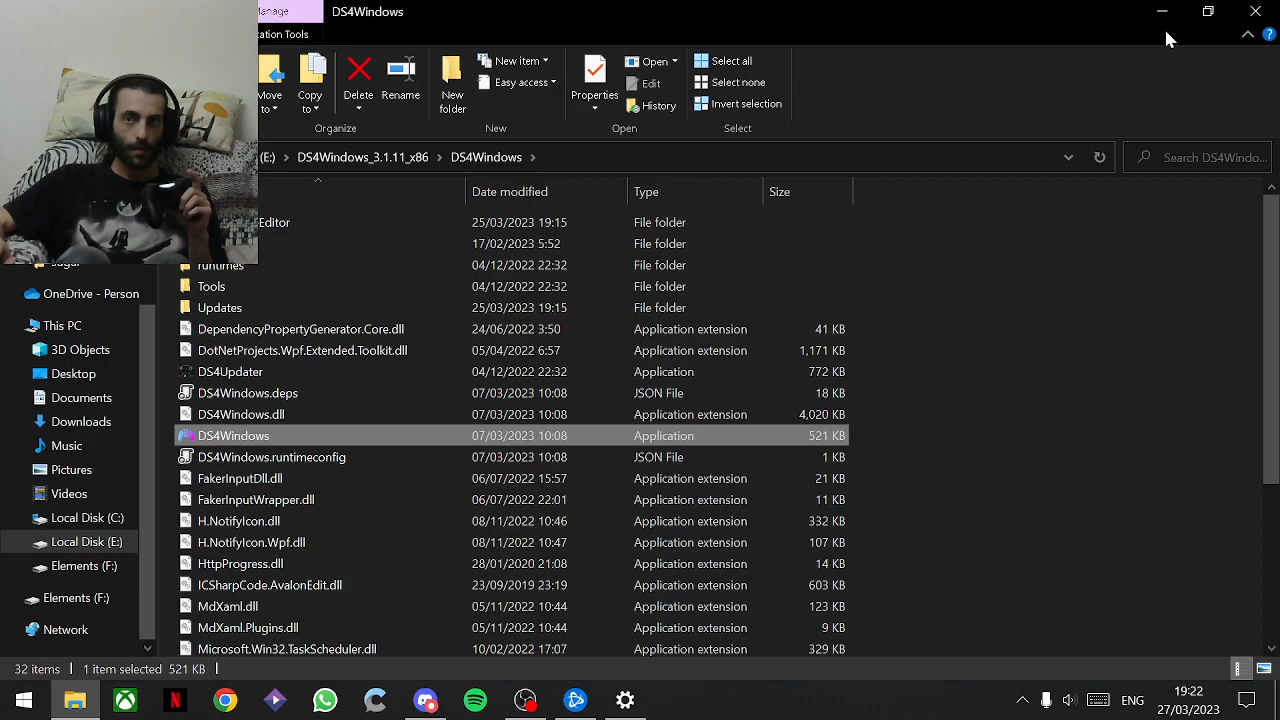 Manage
DS4Windows
cation Tools
Move to
Copy to
Delete
Rename
New folder
New item
Easy access
Properties
Open
Edit
History
Select all
Select none
Invert selection
Organize
New
Open
Select
(E:) > DS4Windows_3.1.11_x86 > DS4Windows >
Search DS4Windo...
Date modified
Type
Size
Editor 25/03/2023 19:15 File folder
17/02/2023 5:52 File folder
runtimes 04/12/2022 22:32 File folder
Tools 04/12/2022 22:32 File folder
Updates 25/03/2023 19:15 File folder
DependencyPropertyGenerator.Core.dll 24/06/2022 3:50 Application extension 41 KB
DotNetProjects.Wpf.Extended.Toolkit.dll 05/04/2022 6:57 Application extension 1,171 KB
DS4Updater 04/12/2022 22:32 Application 772 KB
DS4Windows.deps 07/03/2023 10:08 JSON File 18 KB
DS4Windows.dll 07/03/2023 10:08 Application extension 4,020 KB
DS4Windows 07/03/2023 10:08 Application 521 KB
DS4Windows.runtimeconfig 07/03/2023 10:08 JSON File 1 KB
FakerInputDll.dll 06/07/2022 15:57 Application extension 21 KB
FakerInputWrapper.dll 06/07/2022 22:01 Application extension 11 KB
H.NotifyIcon.dll 08/11/2022 10:46 Application extension 332 KB
H.NotifyIcon.Wpf.dll 08/11/2022 10:47 Application extension 107 KB
HttpProgress.dll 28/01/2020 21:08 Application extension 14 KB
ICSharpCode.AvalonEdit.dll 23/09/2019 23:19 Application extension 603 KB
MdXaml.dll 05/11/2022 10:44 Application extension 123 KB
MdXaml.Plugins.dll 05/11/2022 10:44 Application extension 9 KB
Microsoft.Win32.TaskScheduler.dll 10/02/2022 17:07 Application extension 329 KB
OneDrive - Person
This PC
3D Objects
Desktop
Documents
Downloads
Music
Pictures
Videos
Local Disk (C:)
Local Disk (E:)
Elements (F:)
Elements (F:)
Network
32 items
1 item selected 521 KB
ENG
19:22
27/03/2023